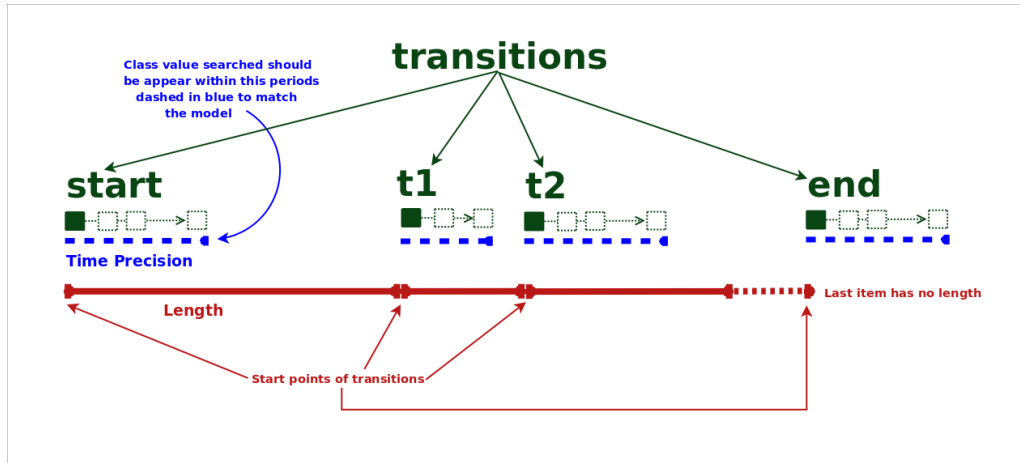 transitions
Class value searched should
be appear within this periods
dashed in blue to match
the model
start
t1
t2
end
Time Precision
Length
Last item has no length
Start points of transitions